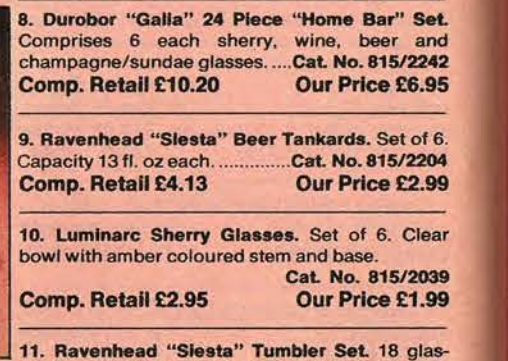 8. Durobor "Galla" 24 Piece "Home Bar" Set.
Comprises 6 each sherry, wine, beer and
champagne/sundae glasses. ....Cat. No. 815/2242
Comp. Retail £10.20 Our Price £6.95
9. Ravenhead "Siesta" Beer Tankards. Set of 6.
Capacity 13 fl. oz each. ..............Cat. No. 815/2204
Comp. Retail £4.13 Our Price £2.99
10. Luminarc Sherry Glasses. Set of 6. Clear
bowl with amber coloured stem and base.
Cat. No. 815/2039
Comp. Retail £2.95 Our Price £1.99
11. Ravenhead "Siesta" Tumbler Set. 18 glas-